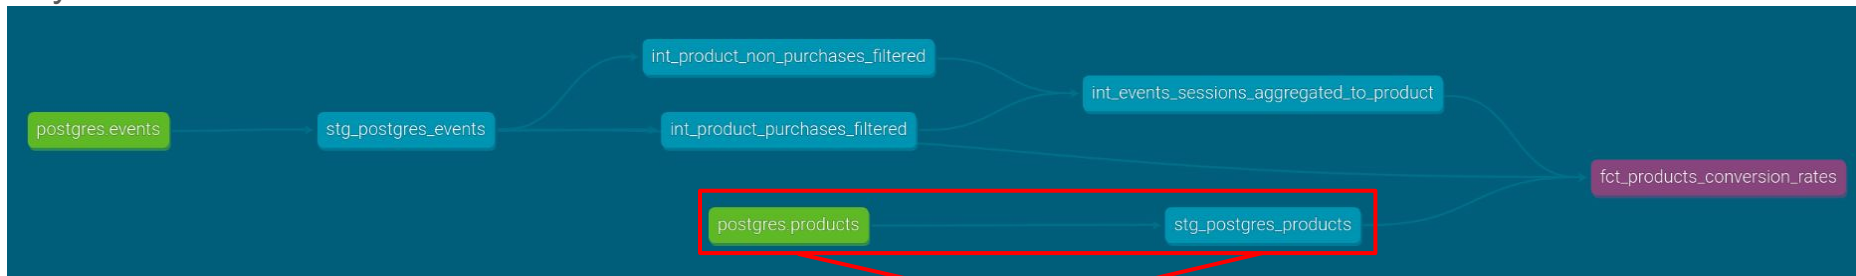 int_product_non_purchases_filtered
int_events_sessions_aggregated_to_product
postgres.events
stg_postgres_events
int_product_purchases_filtered
fct_products_conversion_rates
postgres.products
stg_postgres_products